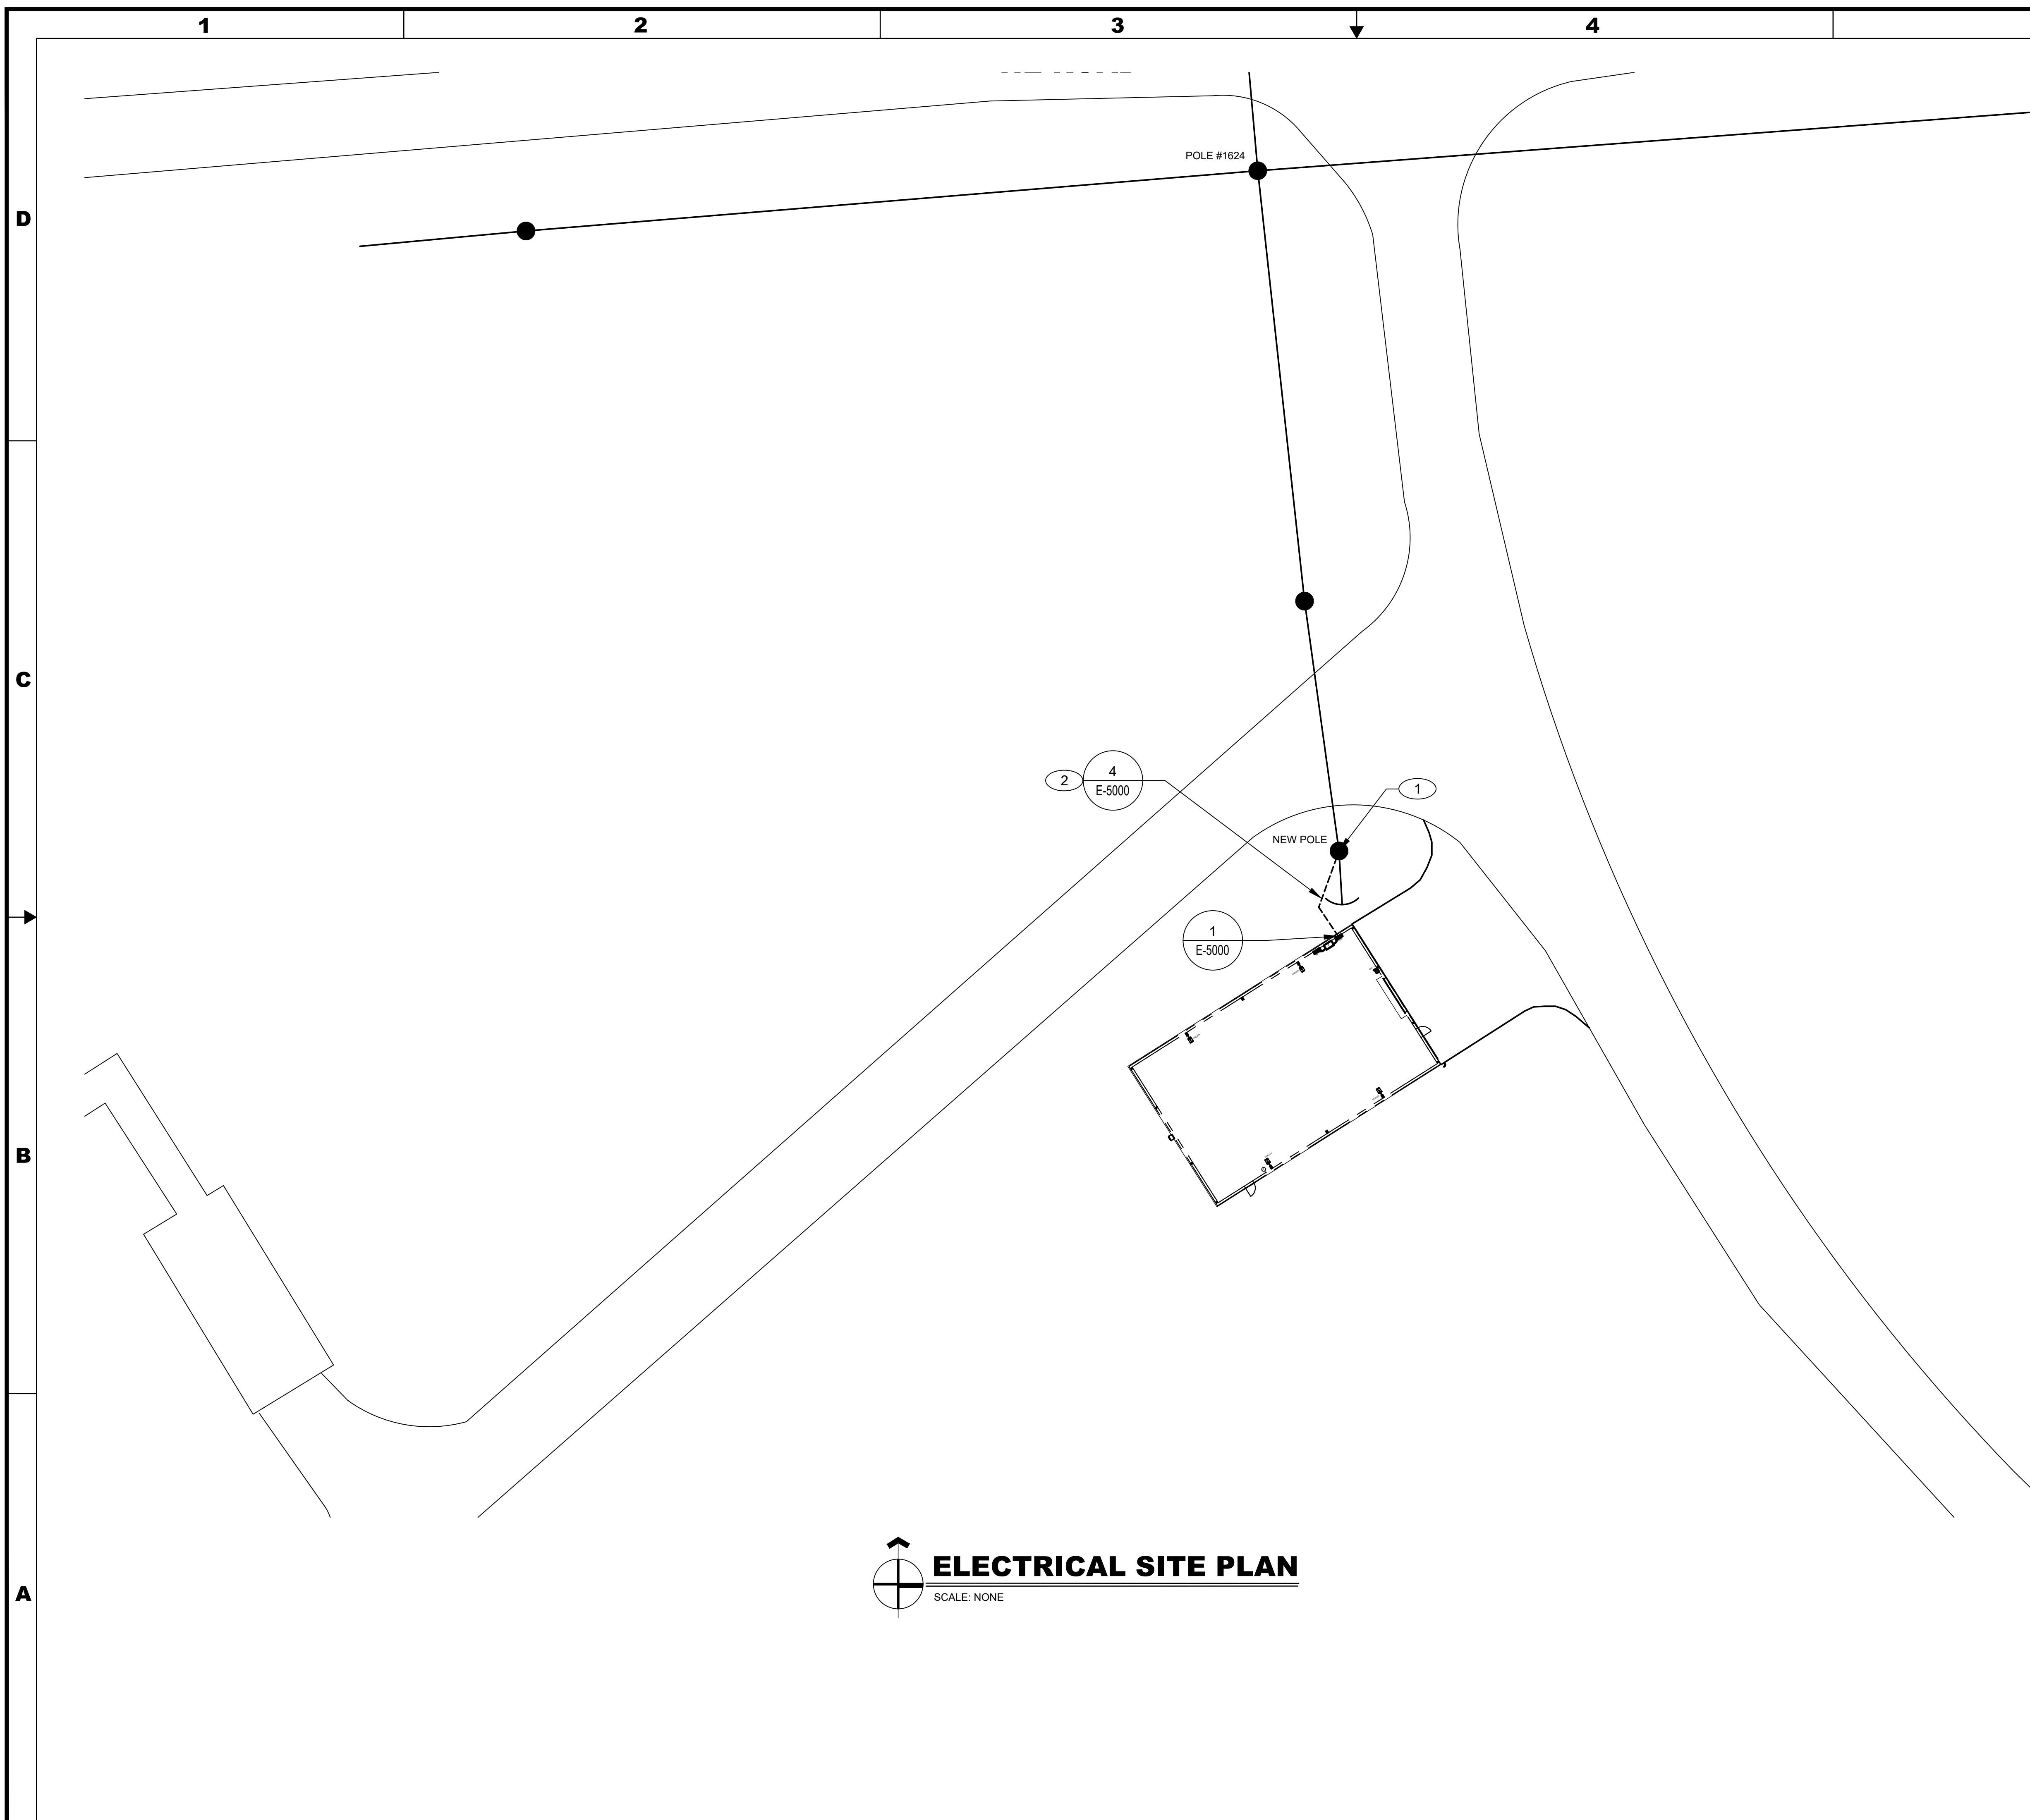 1
2
3
4
POLE #1624
D
C
4
2
E-5000
1
NEW POLE
1
E-5000
B
ELECTRICAL SITE PLAN
SCALE: NONE
A